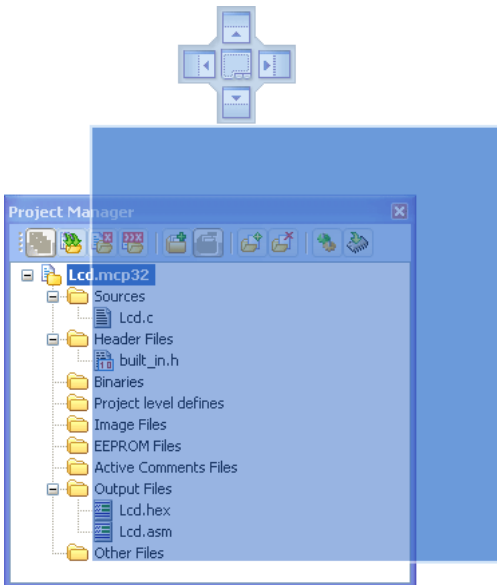 Project Manager
Lcd.mcp32
Sources
Lcd.c
Header Files
built_in.h
Binaries
Project level defines
Image Files
EEPROM Files
Active Comments Files
Output Files
Lcd.hex
Lcd.asm
Other Files